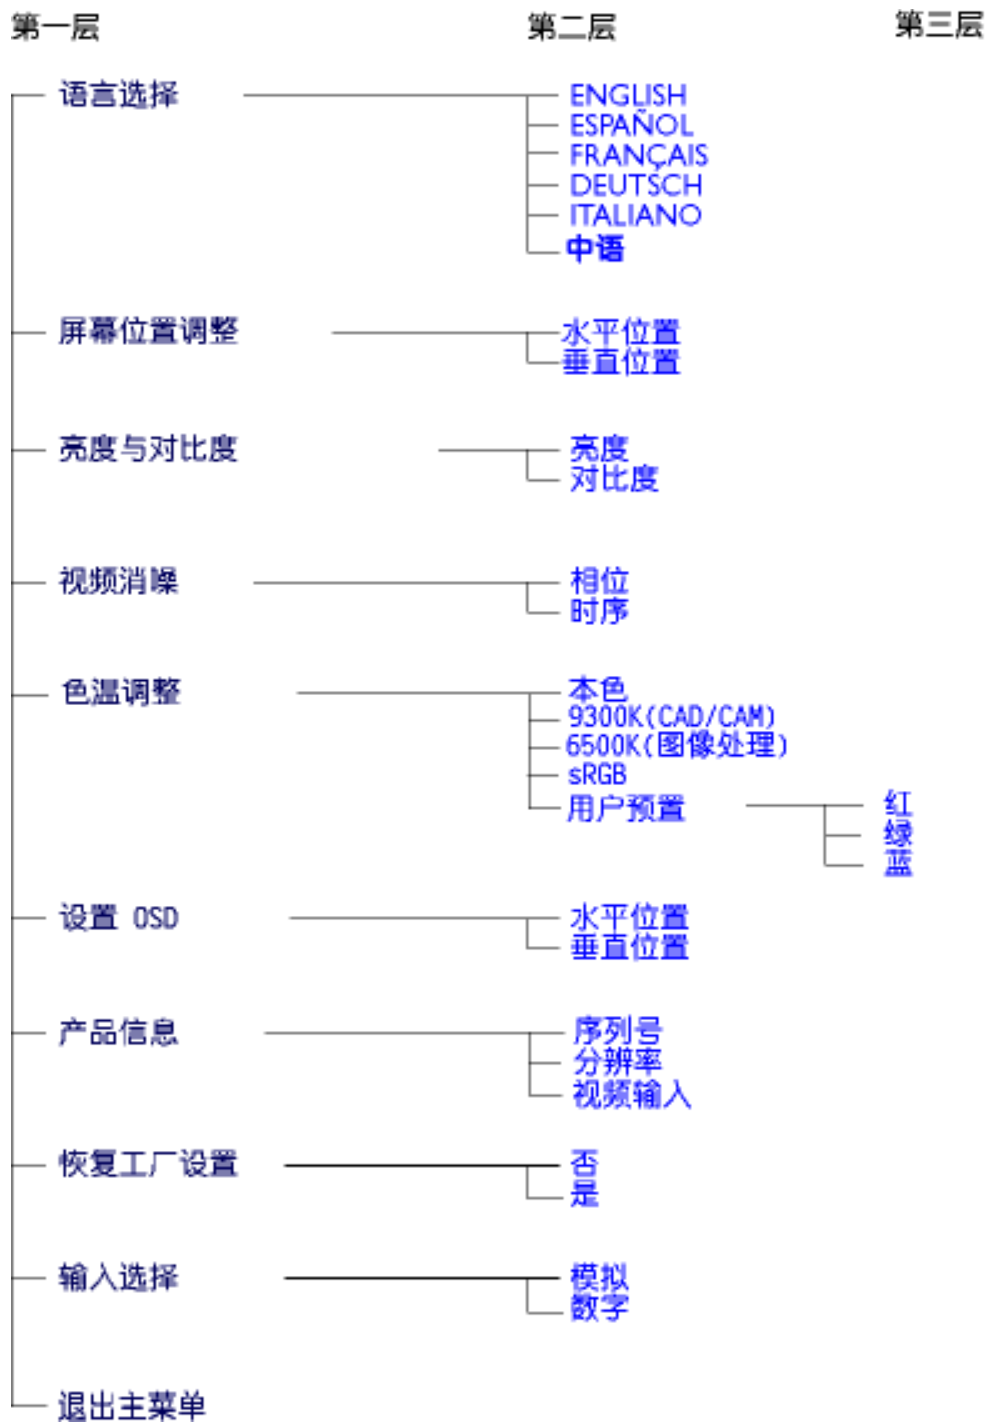 第一层 第二层 第三层
语言选择 ENGLISH
ESPAÑOL
FRANÇAIS
DEUTSCH
ITALIANO
中语
屏幕位置调整 水平位置
垂直位置
亮度与对比度 亮度
对比度
视频消噪 相位
时序
色温调整 本色
9300K(CAD/CAM)
6500K(图像处理)
sRGB
用户预置 红
绿
蓝
设置 OSD 水平位置
垂直位置
产品信息 序列号
分辨率
视频输入
恢复工厂设置 否
是
输入选择 模拟
数字
退出主菜单